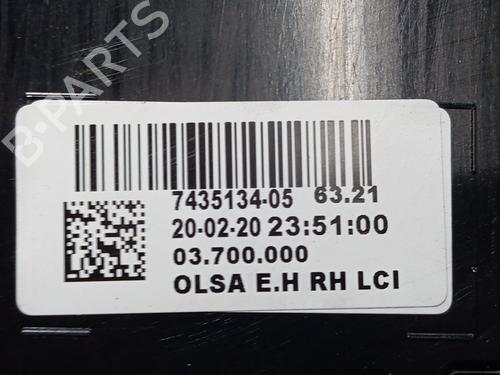 B-PARTS
7435134-05 63.21
20-02-20 23:51:00
03.700.000
OLSA E.H RH LCI